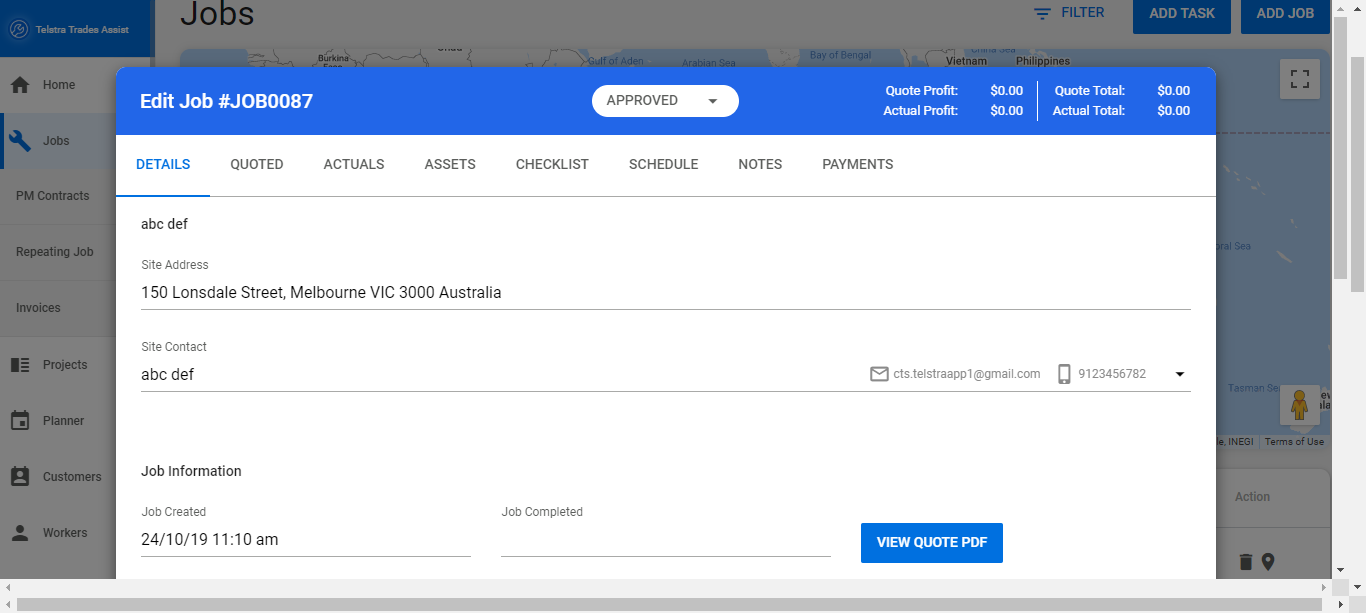 Telstra Trades Assist
Jobs
FILTER
ADD TASK
ADD JOB
Burkina
Gulf of Aden
Arabian Sea
Bay of Bengal
Vietnam
Philippines
China Sea
Home
Jobs
PM Contracts
Repeating Job
Invoices
Projects
Planner
Customers
Workers
Edit Job #JOB0087
APPROVED
Quote Profit: $0.00
Actual Profit: $0.00
Quote Total: $0.00
Actual Total: $0.00
DETAILS QUOTED ACTUALS ASSETS CHECKLIST SCHEDULE NOTES PAYMENTS
abc def
Site Address
150 Lonsdale Street, Melbourne VIC 3000 Australia
Site Contact
abc def
cts.telstraapp1@gmail.com
9123456782
Job Information
Job Created
24/10/19 11:10 am
Job Completed
VIEW QUOTE PDF
Sea
Tasman Sea
INEGI
Terms of Use
Action